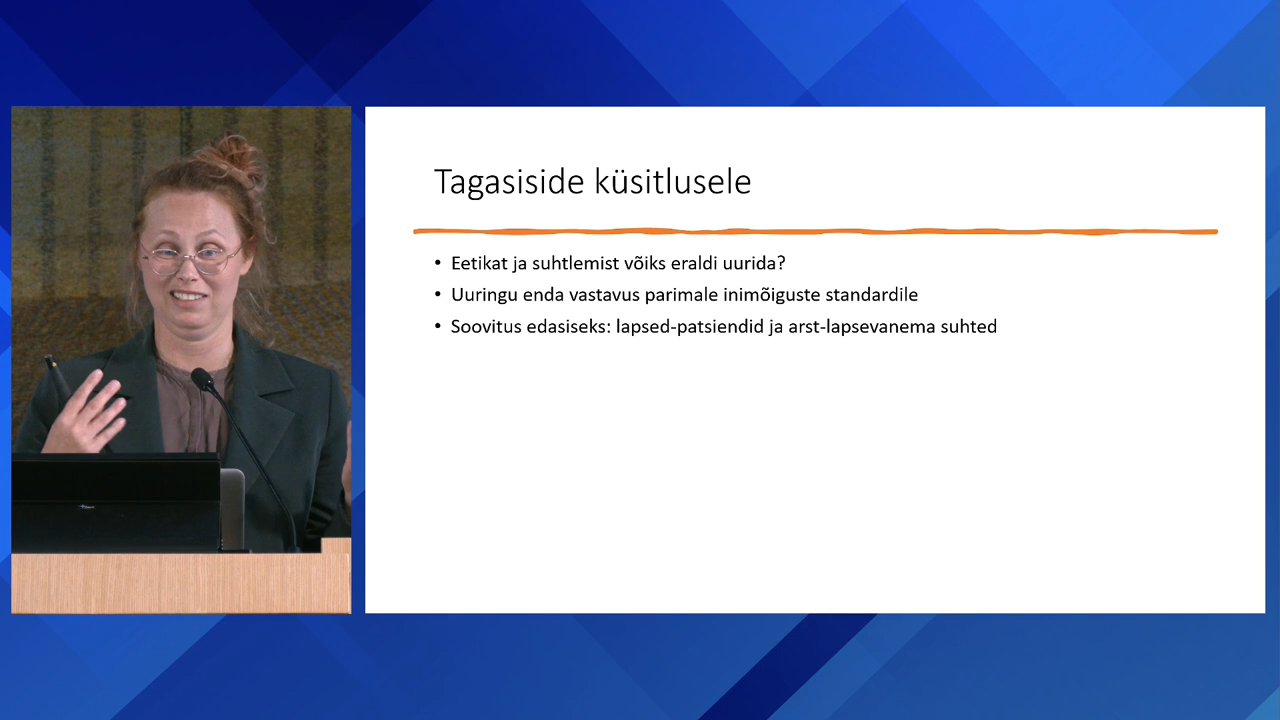 Tagasiside küsitlusele
• Eetikat ja suhtlemist võiks eraldi uurida?
• Uuringu enda vastavus parimale inimõiguste standardile
• Soovitus edasiseks: lapsed-patsiendid ja arst-lapsevanema suhted